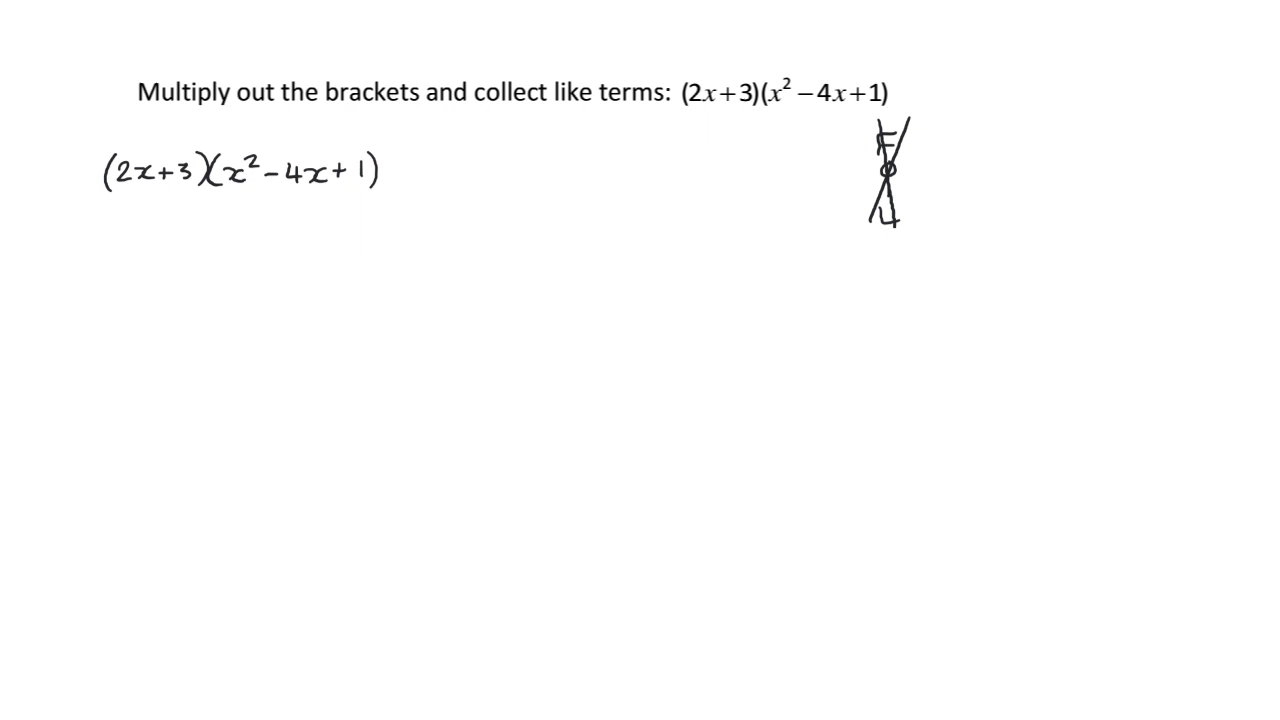 Multiply out the brackets and collect like terms: (2x+3)(x² −4x+1)
(2x+3)(x² - 4x + 1)